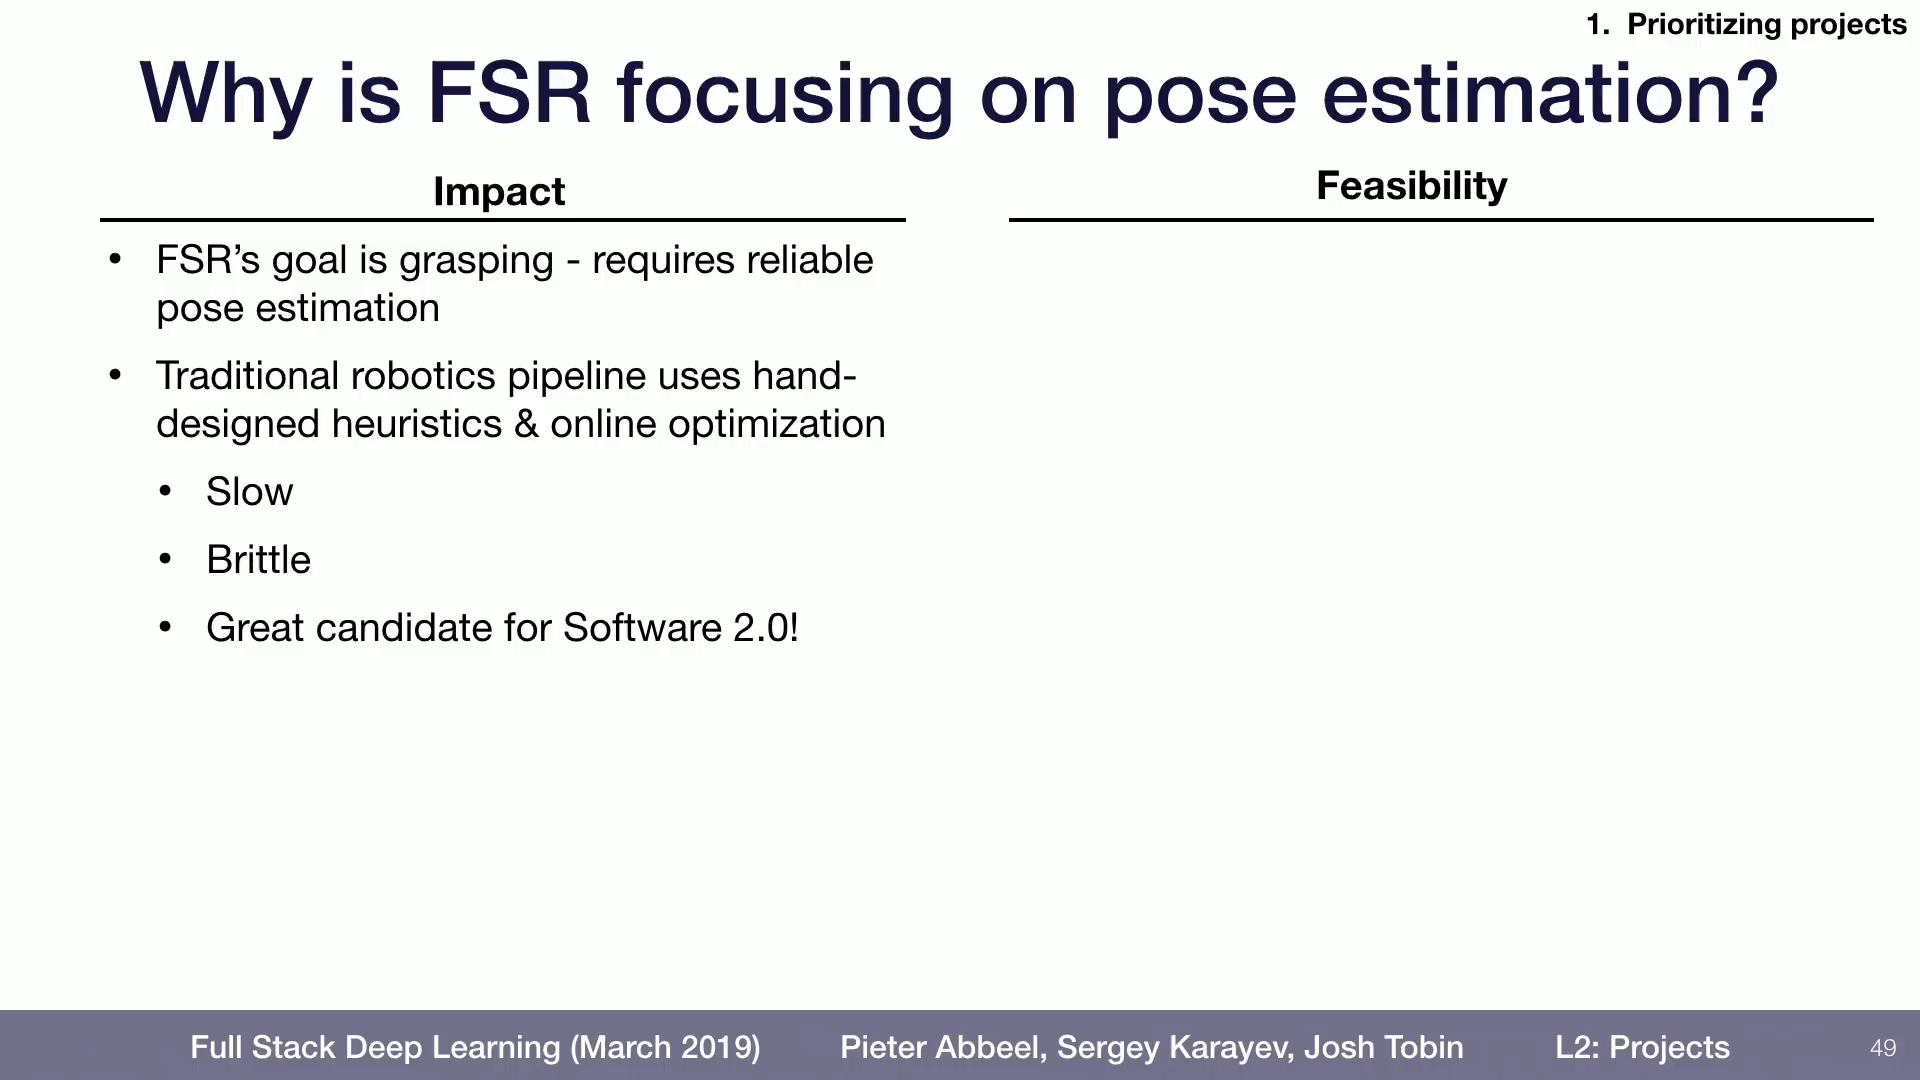 1. Prioritizing projects
Why is FSR focusing on pose estimation?
Impact
• FSR’s goal is grasping - requires reliable
pose estimation
• Traditional robotics pipeline uses hand-
designed heuristics & online optimization
• Slow
• Brittle
• Great candidate for Software 2.0!
Feasibility
Full Stack Deep Learning (March 2019) Pieter Abbeel, Sergey Karayev, Josh Tobin L2: Projects 49